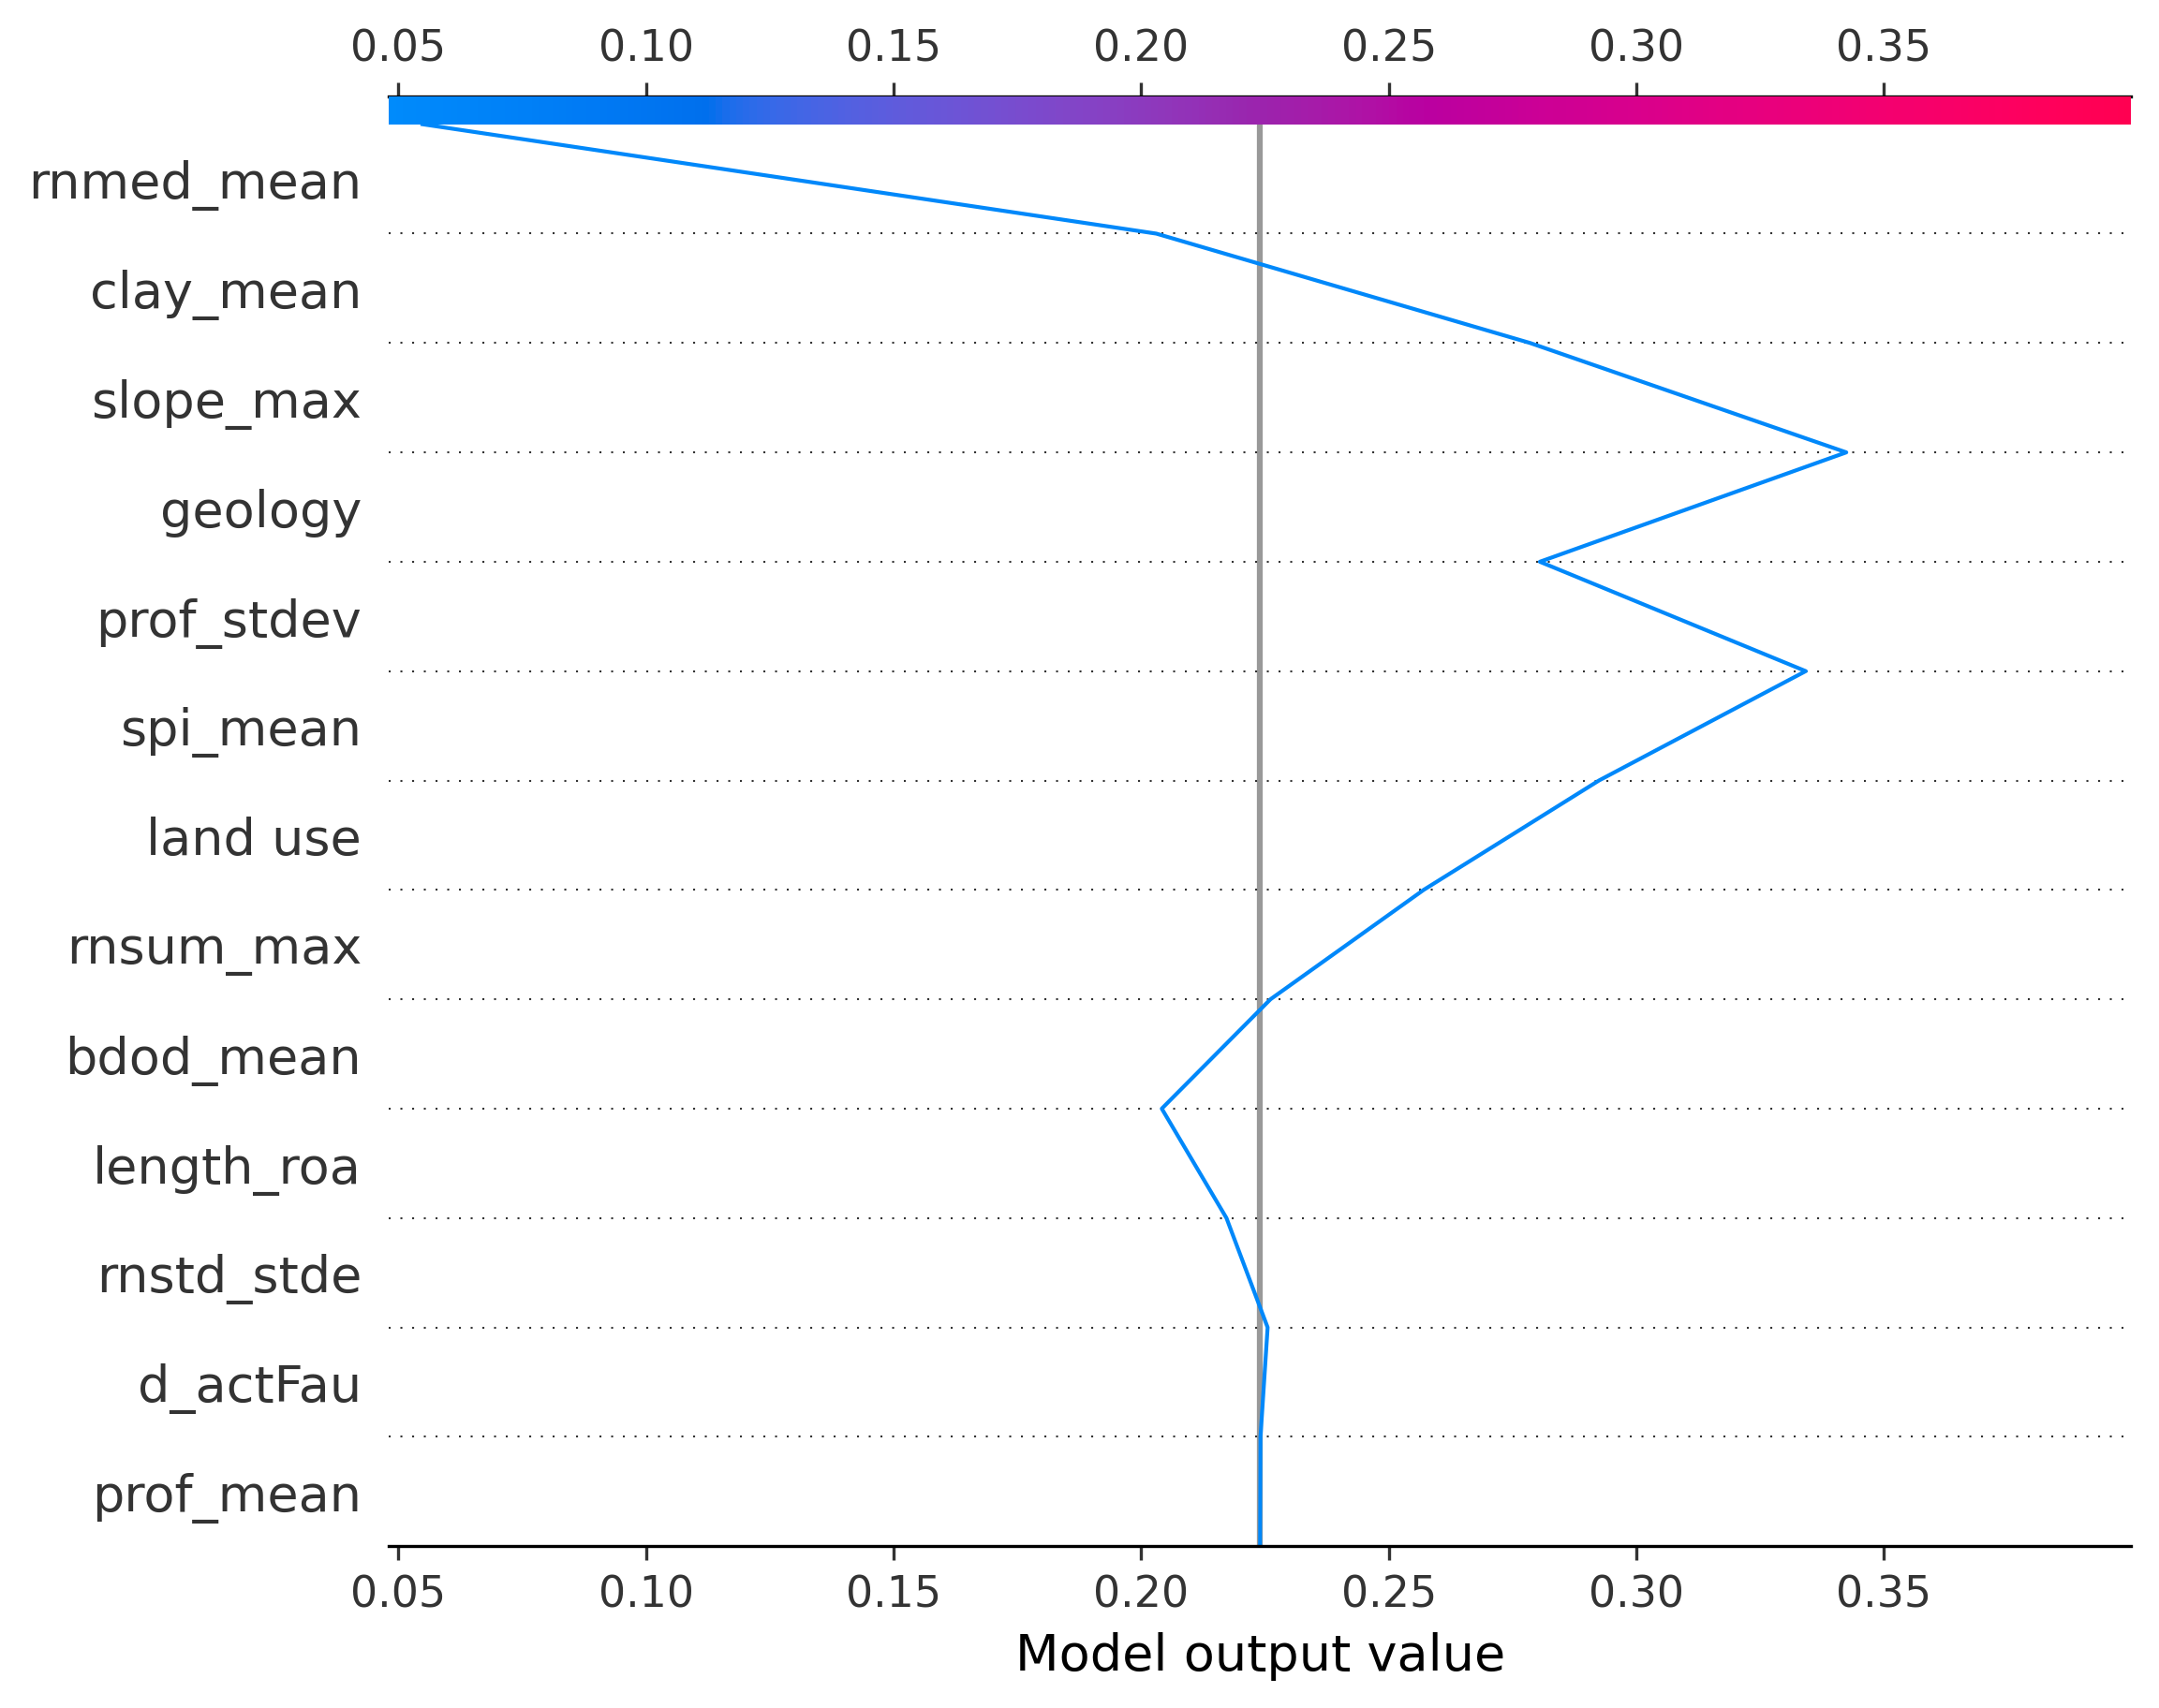 0.05 0.10 0.15 0.20 0.25 0.30 0.35
rnmed_mean
clay_mean
slope_max
geology
prof_stdev
spi_mean
land use
rnsum_max
bdod_mean
length_roa
rnstd_stde
d_actFau
prof_mean
0.05 0.10 0.15 0.20 0.25 0.30 0.35
Model output value